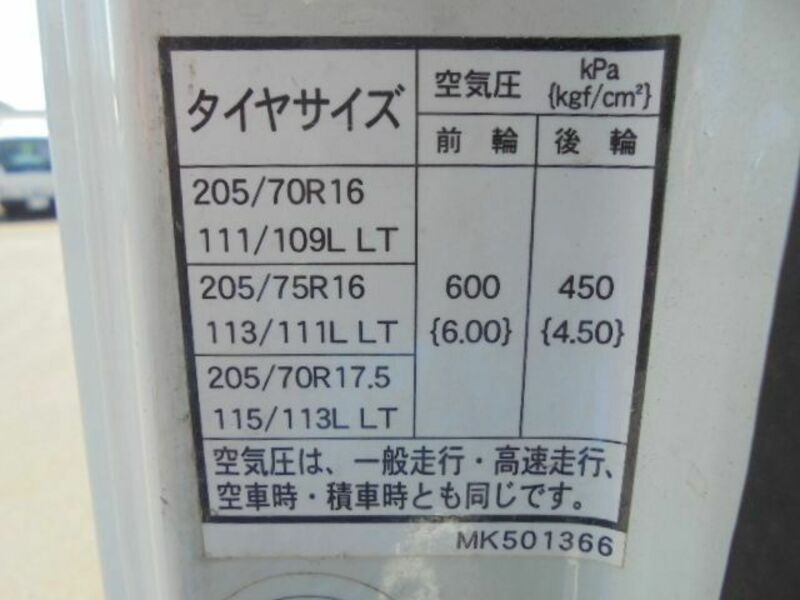 タイヤサイズ
空気圧 kPa
{kgf/cm²}
前輪 後輪
205/70R16
111/109L LT
205/75R16
113/111L LT
205/70R17.5
115/113L LT
600 450
{6.00} {4.50}
空気圧は、一般走行・高速走行、
空車時・積車時とも同じです。
MK501366